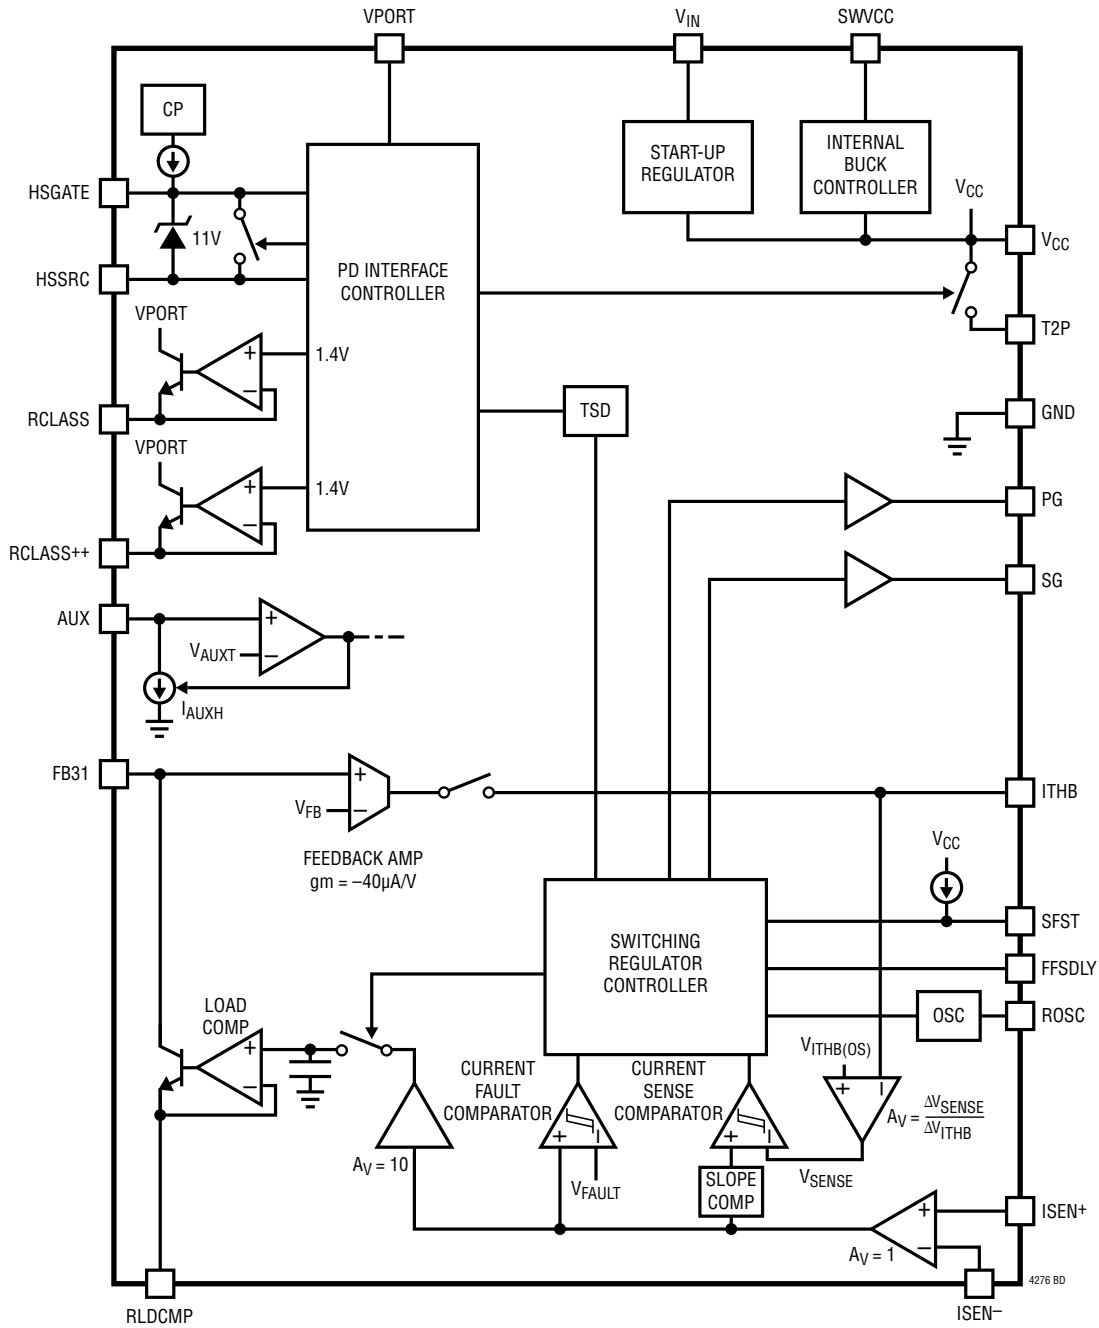 VPORT
VIN
SWVCC
CP
START-UP
REGULATOR
INTERNAL
BUCK
CONTROLLER
VCC
HSGATE
11V
VCC
HSSRC
PD INTERFACE
CONTROLLER
VPORT
T2P
+
1.4V
–
RCLASS
TSD
GND
VPORT
+
1.4V
–
PG
RCLASS++
SG
AUX
+
VAUXT
–
IAUXH
FB31
+
VFB
–
ITHB
FEEDBACK AMP
gm = –40µA/V
VCC
SFST
SWITCHING
REGULATOR
CONTROLLER
FFSDLY
LOAD
COMP
OSC
ROSC
+
–
VITHB(OS)
+
–
CURRENT
FAULT
COMPARATOR
CURRENT
SENSE
COMPARATOR
AV = ΔVSENSE
ΔVITHB
+
–
+
–
AV = 10
VFAULT
SLOPE
COMP
VSENSE
+
ISEN+
–
AV = 1
4276 BD
RLDCMP
ISEN–